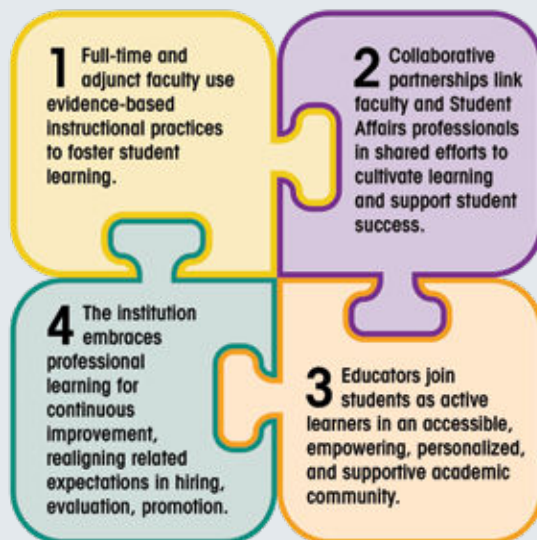 1 Full-time and
adjunct faculty use
evidence-based
instructional practices
to foster student
learning.
2 Collaborative
partnerships link
faculty and Student
Affairs professionals
in shared efforts to
cultivate learning
and support student
success.
3 Educators join
students as active
learners in an accessible,
empowering, personalized,
and supportive academic
community.
4 The institution
embraces
professional
learning for
continuous
improvement,
realigning related
expectations in hiring,
evaluation, promotion.